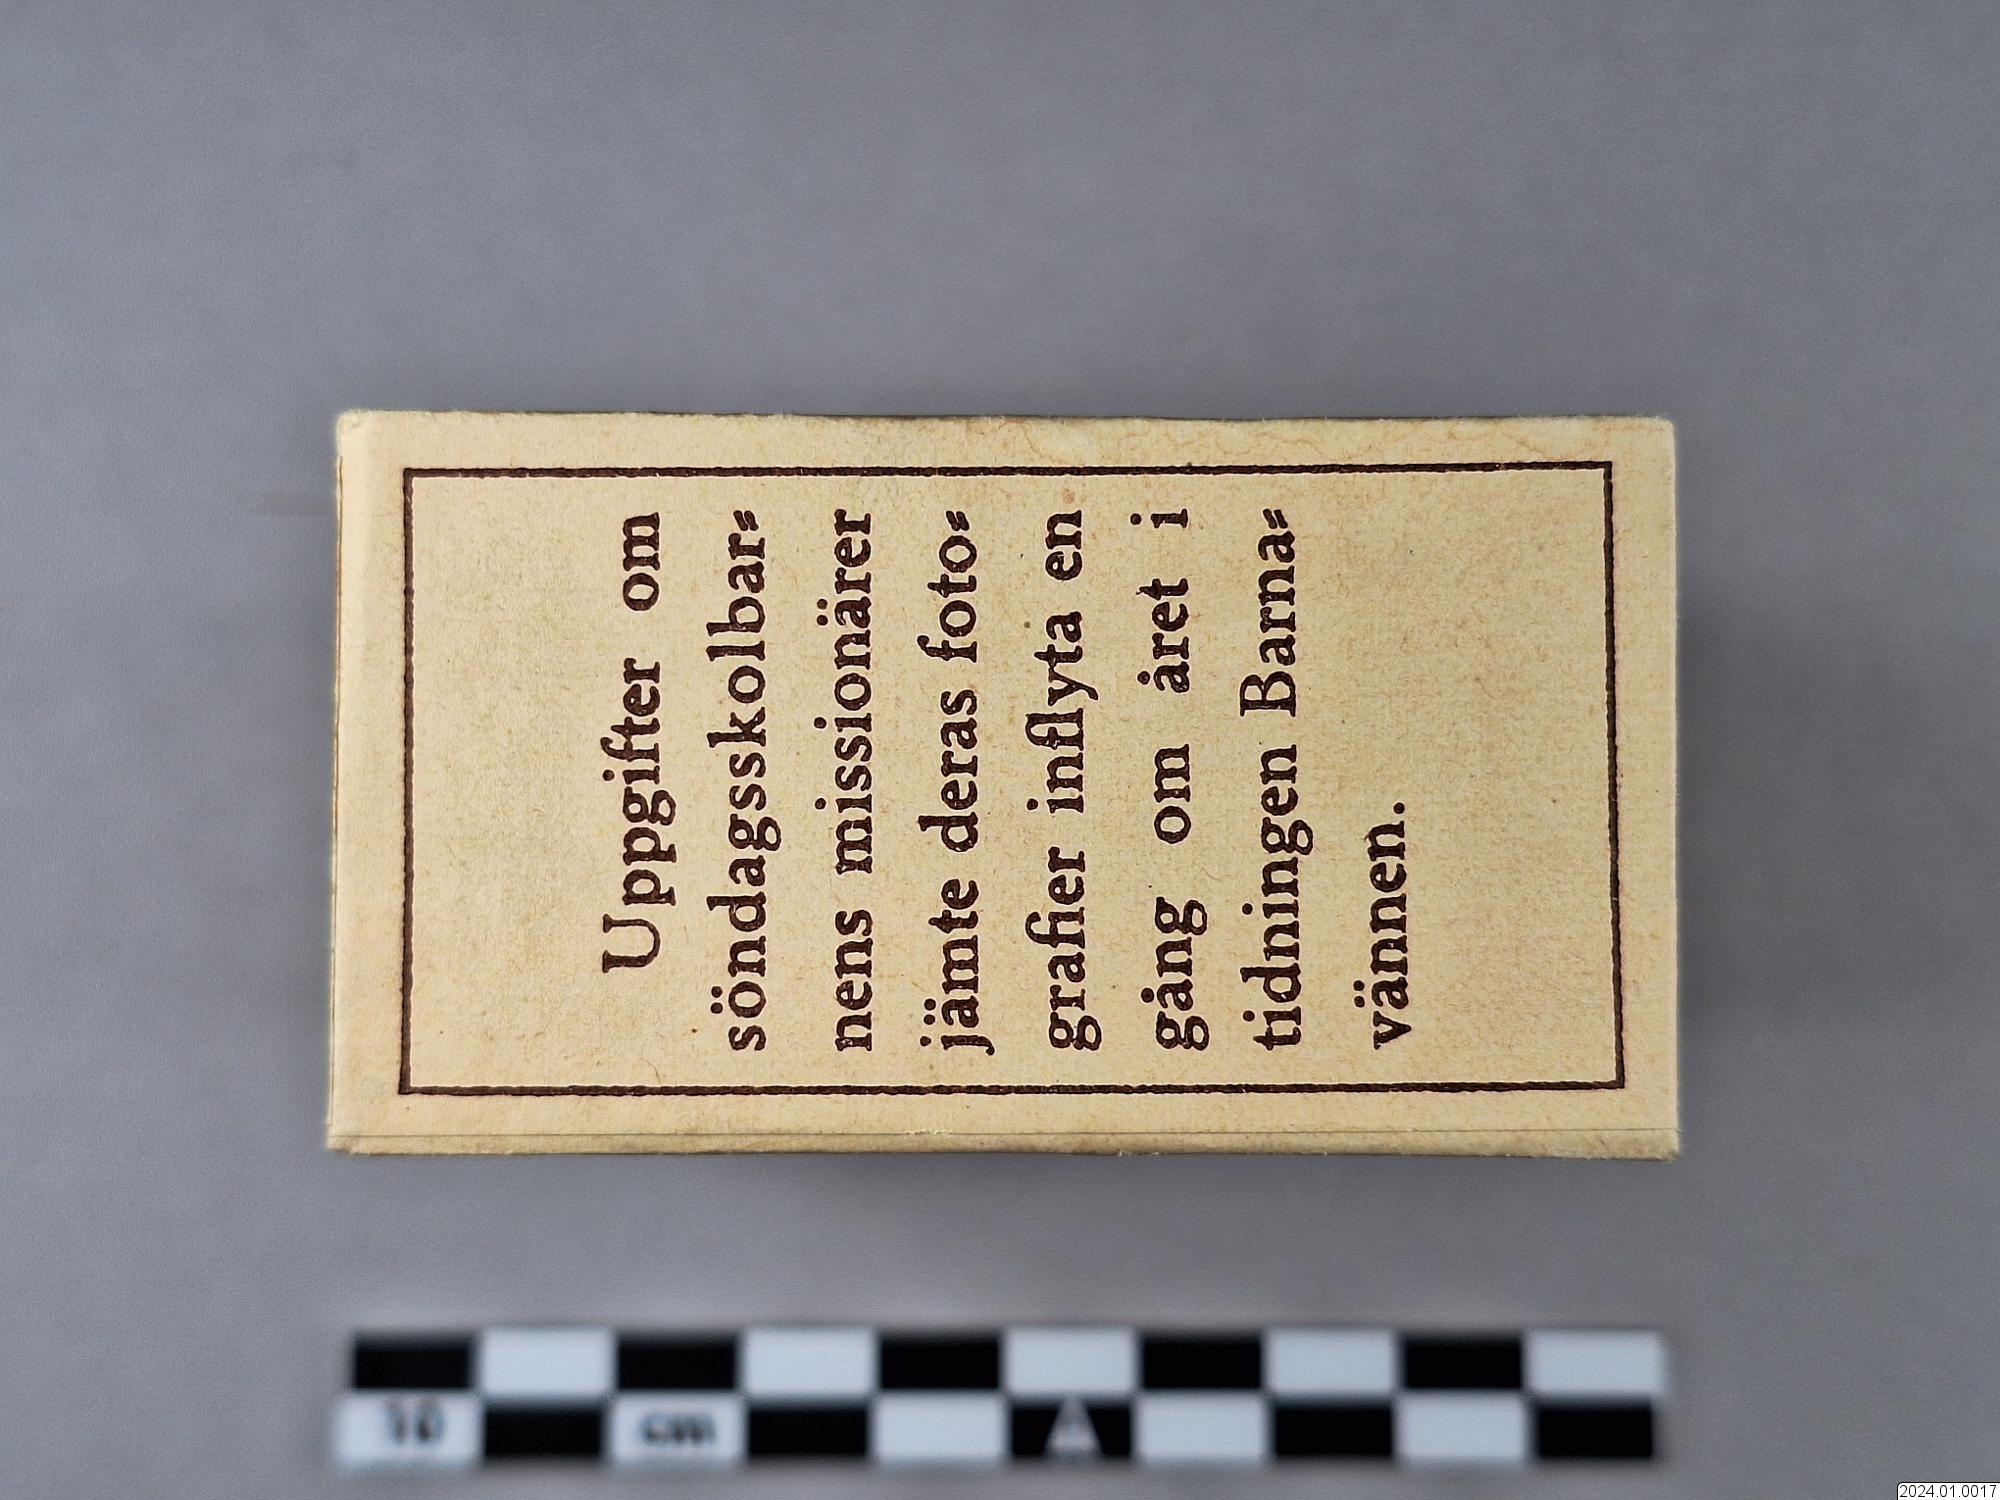 Uppgifter om
söndagsskolbar=
nens missionärer
jämte deras foto=
grafier inflyta en
gång om året i
tidningen Barna=
vännen.
10 cm A
2024.01.0017